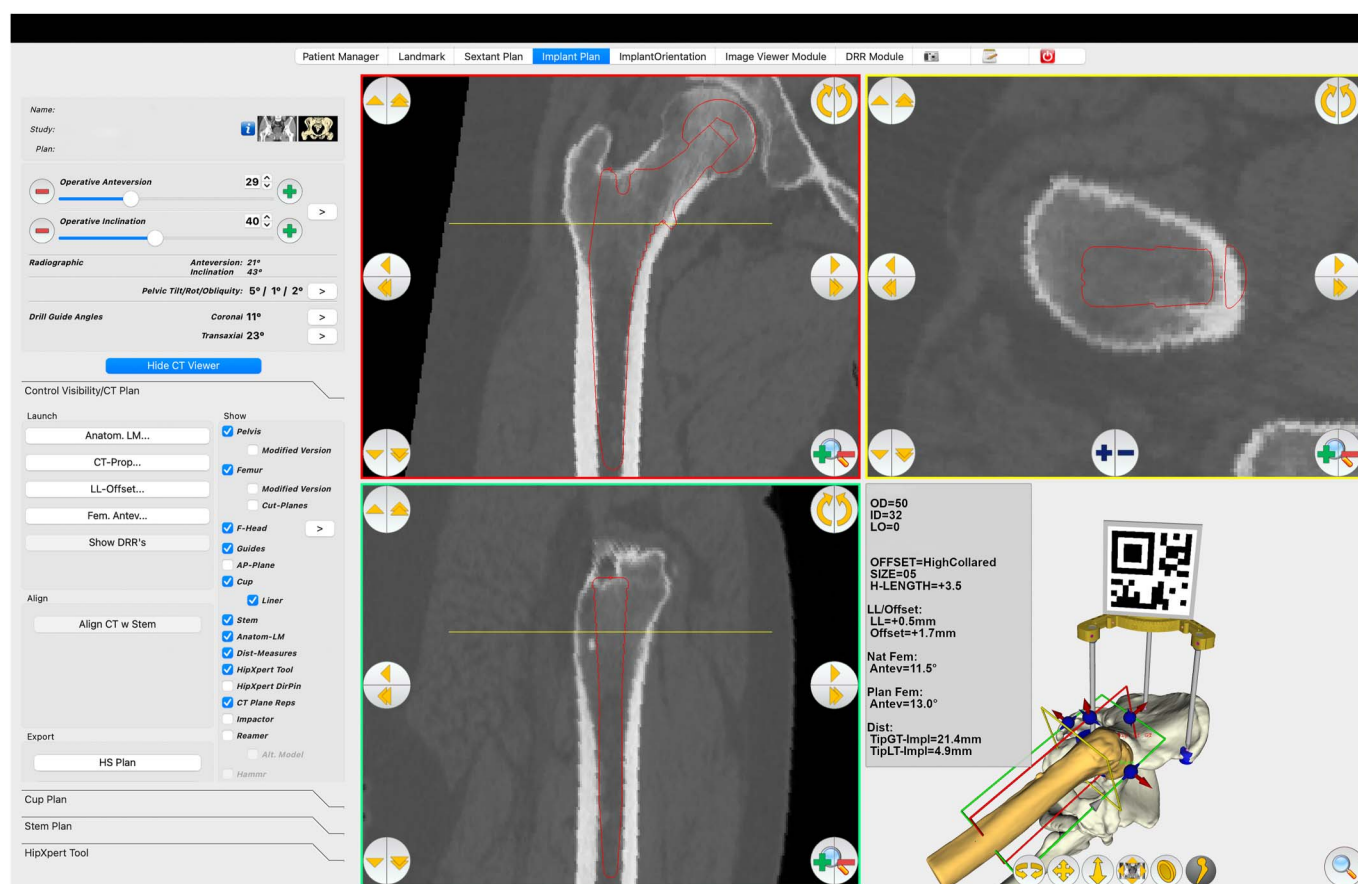 Patient Manager Landmark Sextant Plan Implant Plan ImplantOrientation Image Viewer Module DRR Module
Name:
Study:
Plan:
Operative Anteversion 29
>
Operative Inclination 40
Radiographic Anteversion: 21°
Inclination 43°
Pelvic Tilt/Rot/Obliquity: 5° / 1° / 2° >
Drill Guide Angles Coronal 11° >
Transaxial 23° >
Hide CT Viewer
Control Visibility/CT Plan
Launch
Anatom. LM...
CT-Prop...
LL-Offset...
Fem. Antev...
Show DRR's
Align
Align CT w Stem
Export
HS Plan
Show
Pelvis
Modified Version
Femur
Modified Version
Cut-Planes
F-Head >
Guides
AP-Plane
Cup
Liner
Stem
Anatom-LM
Dist-Measures
HipXpert Tool
HipXpert DirPin
CT Plane Reps
Impactor
Reamer
Alt. Model
Hammr
Cup Plan
Stem Plan
HipXpert Tool
OD=50
ID=32
LO=0
OFFSET=HighCollared
SIZE=05
H-LENGTH=+3.5
LL/Offset:
LL=+0.5mm
Offset=+1.7mm
Nat Fem:
Antev=11.5°
Plan Fem:
Antev=13.0°
Dist:
TipGT-Impl=21.4mm
TipLT-Impl=4.9mm